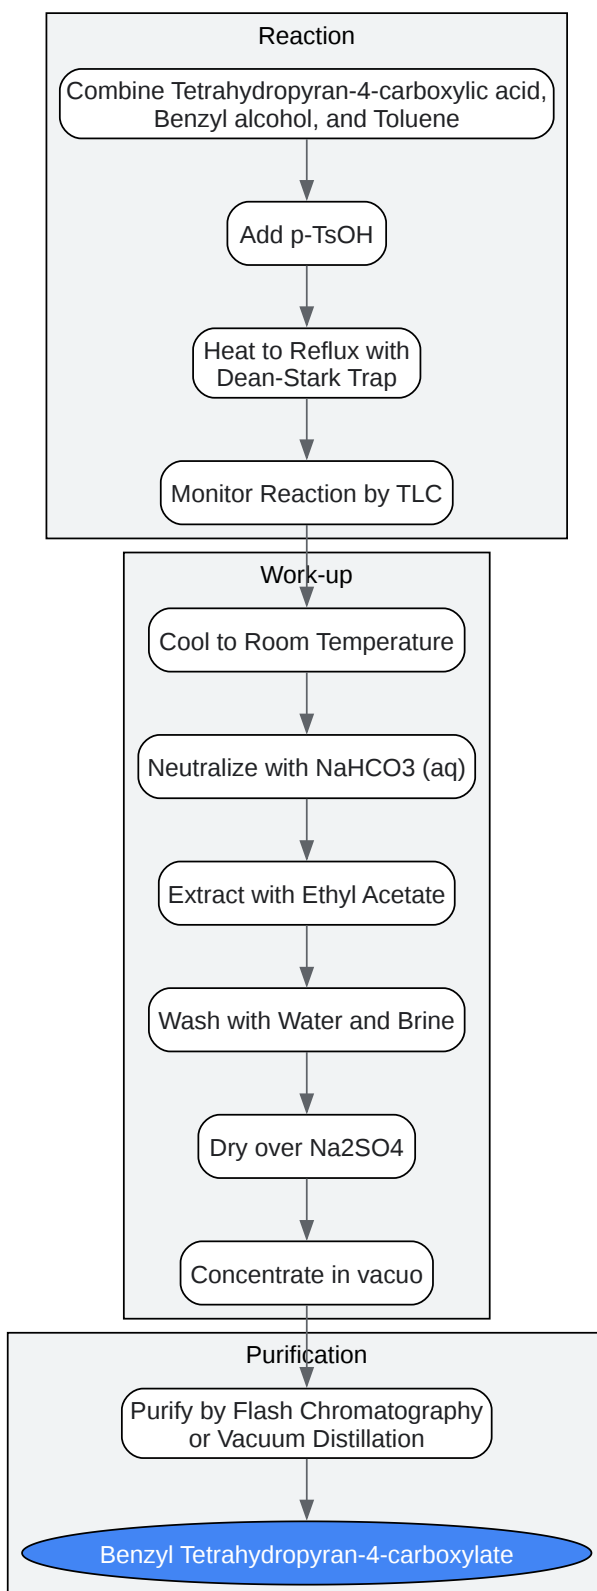 Reaction
Combine Tetrahydropyran-4-carboxylic acid,
Benzyl alcohol, and Toluene
Add p-TsOH
Heat to Reflux with
Dean-Stark Trap
Monitor Reaction by TLC
Work-up
Cool to Room Temperature
Neutralize with NaHCO3 (aq)
Extract with Ethyl Acetate
Wash with Water and Brine
Dry over Na2SO4
Concentrate in vacuo
Purification
Purify by Flash Chromatography
or Vacuum Distillation
Benzyl Tetrahydropyran-4-carboxylate